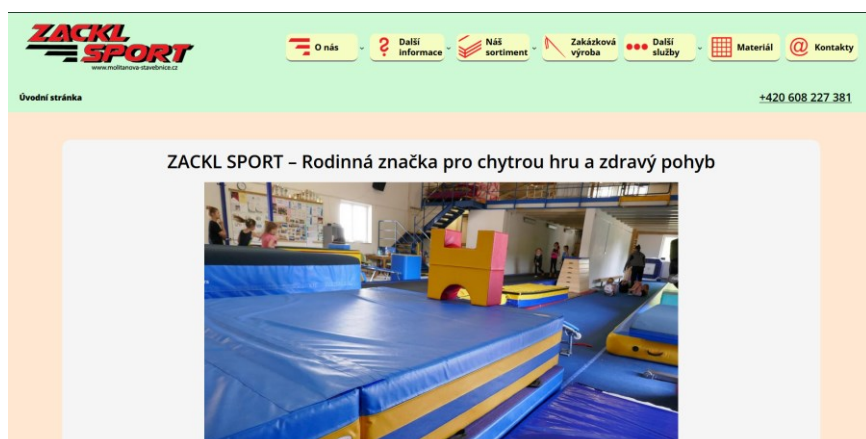 ZACKL
SPORT
www.molitanova-stavebnice.cz
O nás
Další
informace
Náš
sortiment
Zakázková
výroba
Další
služby
Materiál
Kontakty
Úvodní stránka
+420 608 227 381
ZACKL SPORT – Rodinná značka pro chytrou hru a zdravý pohyb